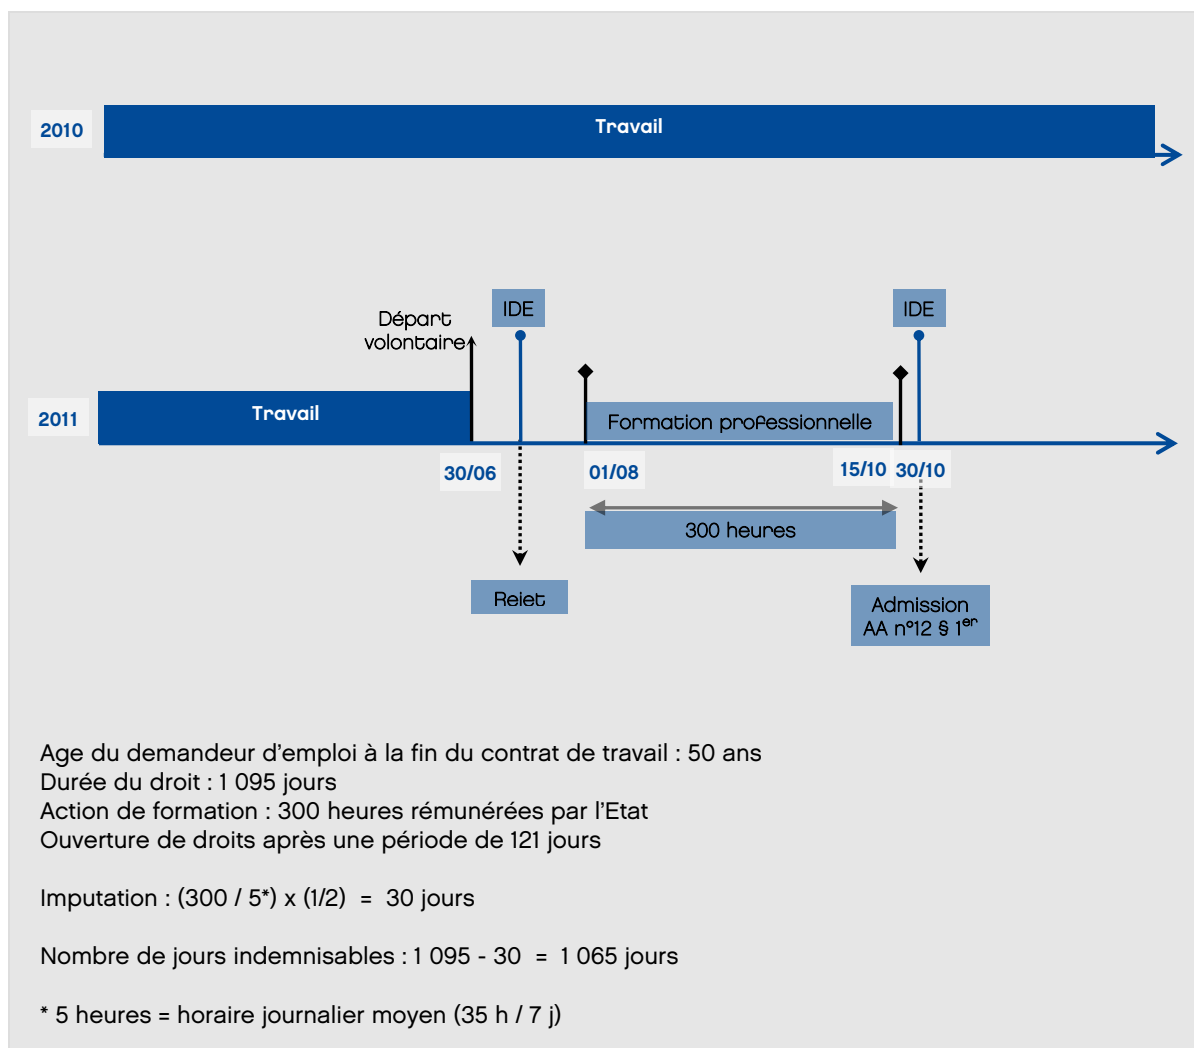 2010
Travail
Départ
volontaire
IDE
IDE
2011
Travail
Formation professionnelle
30/06
01/08
15/10
30/10
300 heures
Reiet
Admission
AA n°12 § 1er
Age du demandeur d'emploi à la fin du contrat de travail : 50 ans
Durée du droit : 1 095 jours
Action de formation : 300 heures rémunérées par l'Etat
Ouverture de droits après une période de 121 jours
Imputation : (300 / 5*) x (1/2) = 30 jours
Nombre de jours indemnisables : 1 095 - 30 = 1 065 jours
* 5 heures = horaire journalier moyen (35 h / 7 j)